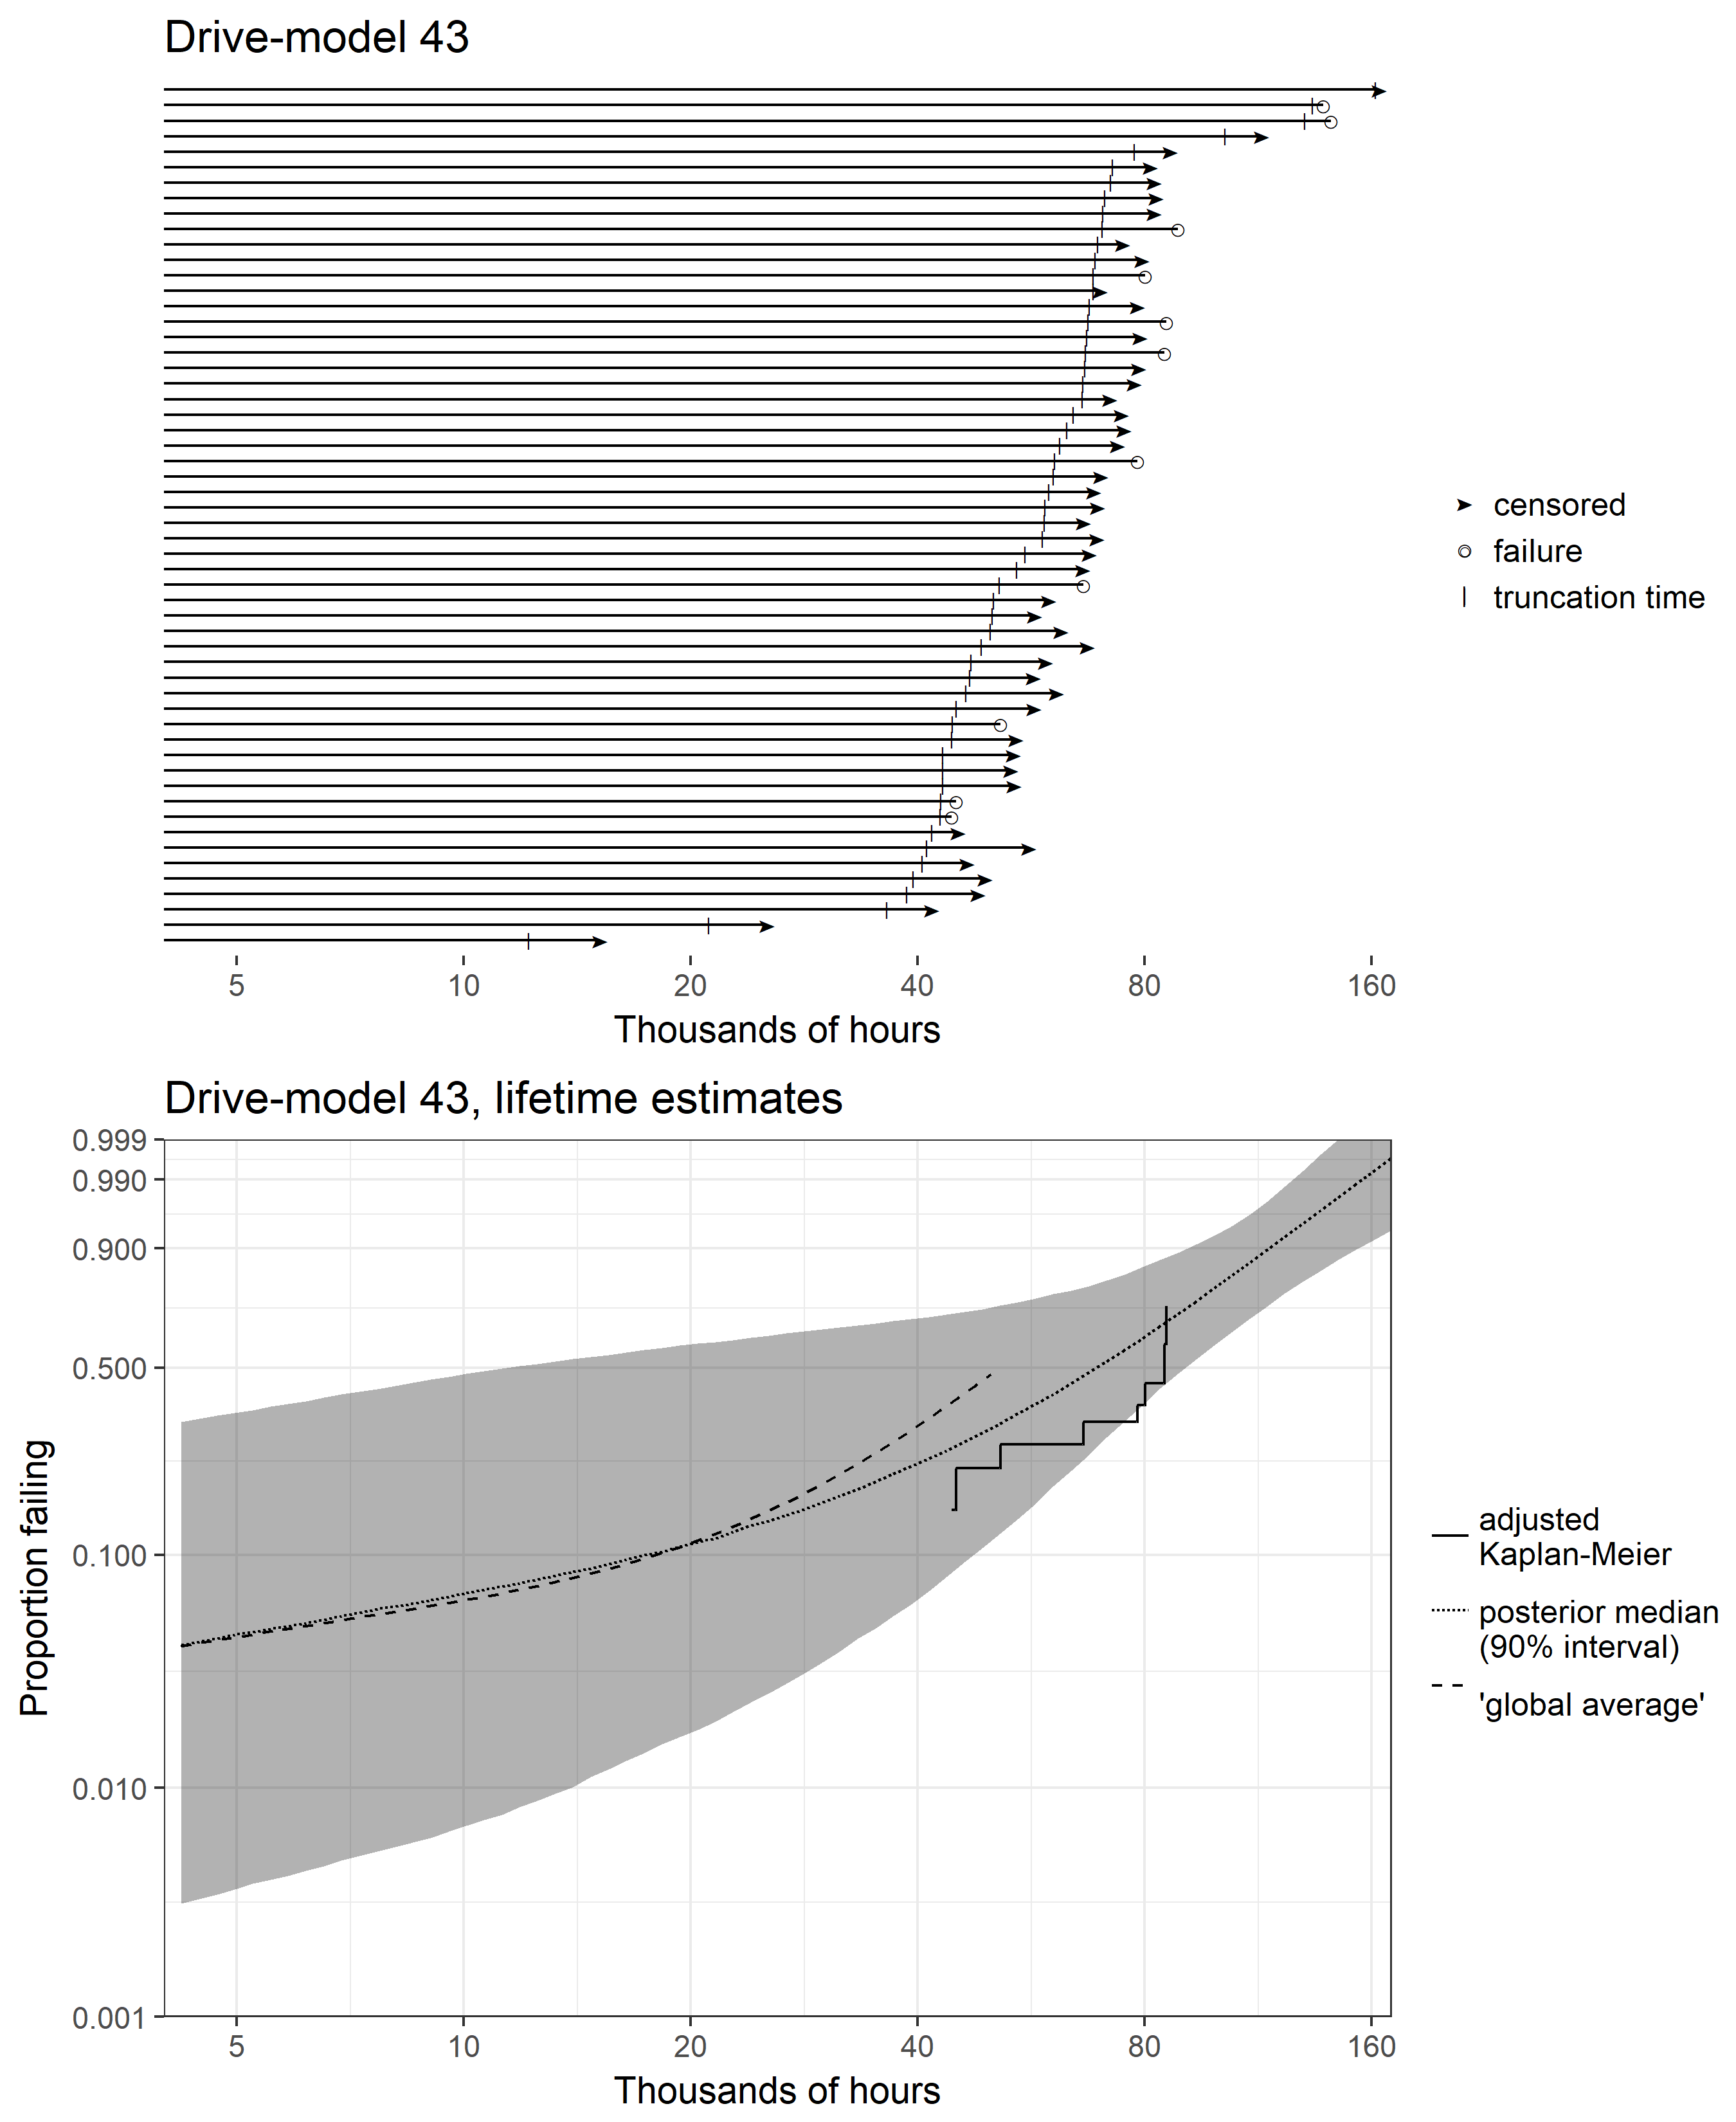 Drive-model 43
censored
failure
truncation time
5 10 20 40 80 160
Thousands of hours
Drive-model 43, lifetime estimates
0.999
0.990
0.900
0.500
0.100
0.010
0.001
Proportion failing
adjusted
Kaplan-Meier
posterior median
(90% interval)
'global average'
5 10 20 40 80 160
Thousands of hours